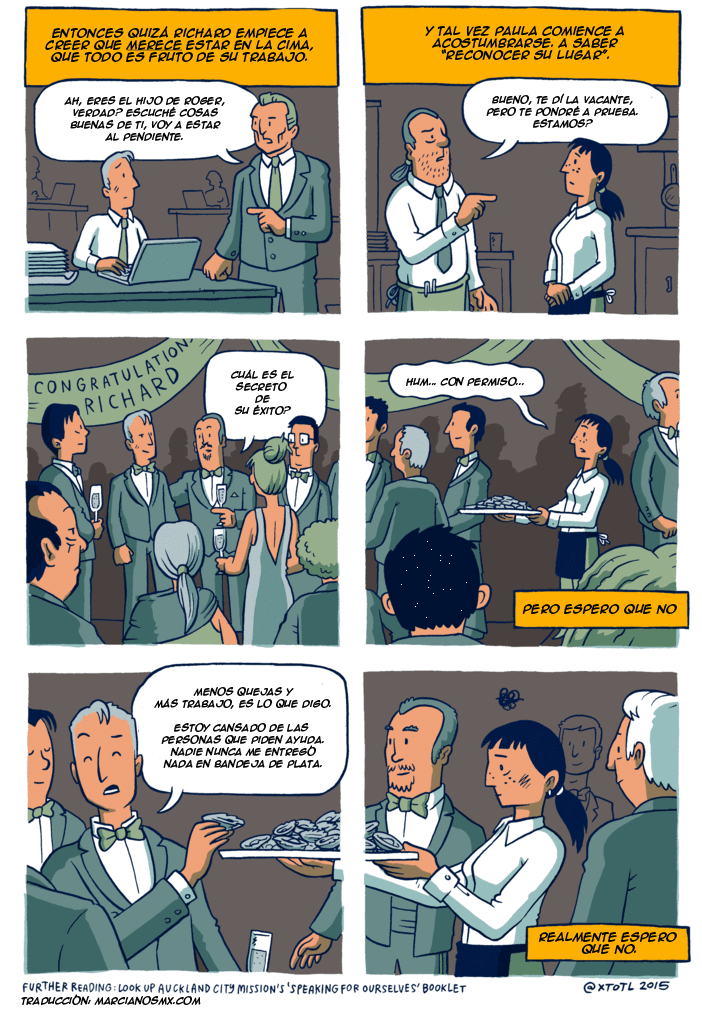 ENTONCES QUIZÁ RICHARD EMPIECE A
CREER QUE MERECE ESTAR EN LA CIMA,
QUE TODO ES FRUTO DE SU TRABAJO.
Y TAL VEZ PAULA COMIENCE A
ACOSTUMBRARSE. A SABER
"RECONOCER SU LUGAR".
AH, ERES EL HIJO DE ROGER,
VERDAD? ESCUCHÉ COSAS
BUENAS DE TI, VOY A ESTAR
AL PENDIENTE.
BUENO, TE DÍ LA VACANTE,
PERO TE PONDRÉ A PRUEBA.
ESTAMOS?
CONGRATULATION
RICHARD
CUÁL ES EL
SECRETO
DE
SU ÉXITO?
HUM... CON PERMISO...
PERO ESPERO QUE NO
MENOS QUEJAS Y
MÁS TRABAJO, ES LO QUE DIGO.
ESTOY CANSADO DE LAS
PERSONAS QUE PIDEN AYUDA.
NADIE NUNCA ME ENTREGÓ
NADA EN BANDEJA DE PLATA.
REALMENTE ESPERO
QUE NO.
FURTHER READING: LOOK UP AUCKLAND CITY MISSION'S 'SPEAKING FOR OURSELVES' BOOKLET
@XTOTL 2015
TRADUCCIÒN: MARCIANOSMX.COM